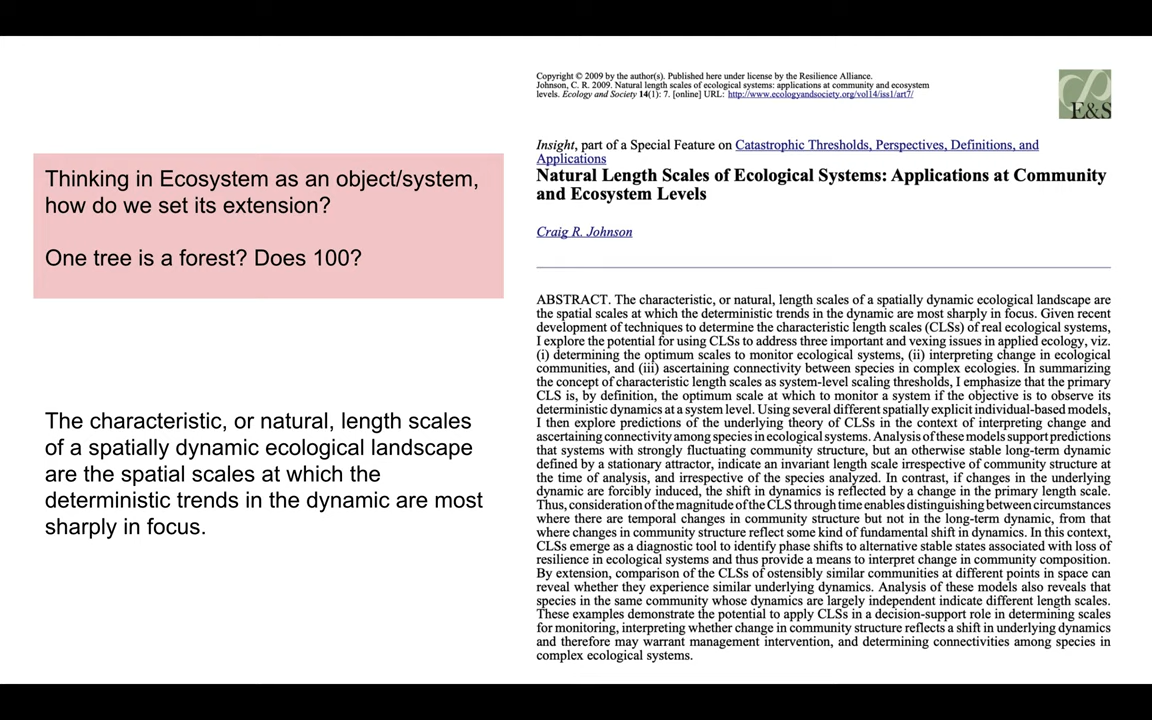 Thinking in Ecosystem as an object/system,
how do we set its extension?
One tree is a forest? Does 100?
The characteristic, or natural, length scales
of a spatially dynamic ecological landscape
are the spatial scales at which the
deterministic trends in the dynamic are most
sharply in focus.
Copyright © 2009 by the author(s). Published here under license by the Resilience Alliance.
Johnson, C. R. 2009. Natural length scales of ecological systems: applications at community and ecosystem
levels. Ecology and Society 14(1): 7. [online] URL: http://www.ecologyandsociety.org/vol14/iss1/art7/
E&S
Insight, part of a Special Feature on Catastrophic Thresholds, Perspectives, Definitions, and
Applications
Natural Length Scales of Ecological Systems: Applications at Community
and Ecosystem Levels
Craig R. Johnson
ABSTRACT. The characteristic, or natural, length scales of a spatially dynamic ecological landscape are
the spatial scales at which the deterministic trends in the dynamic are most sharply in focus. Given recent
development of techniques to determine the characteristic length scales (CLSs) of real ecological systems,
I explore the potential for using CLSs to address three important and vexing issues in applied ecology, viz.
(i) determining the optimum scales to monitor ecological systems, (ii) interpreting change in ecological
communities, and (iii) ascertaining connectivity between species in complex ecologies. In summarizing
the concept of characteristic length scales as system-level scaling thresholds, I emphasize that the primary
CLS is, by definition, the optimum scale at which to monitor a system if the objective is to observe its
deterministic dynamics at a system level. Using several different spatially explicit individual-based models,
I then explore predictions of the underlying theory of CLSs in the context of interpreting change and
ascertaining connectivity among species in ecological systems. Analysis of these models support predictions
that systems with strongly fluctuating community structure, but an otherwise stable long-term dynamic
defined by a stationary attractor, indicate an invariant length scale irrespective of community structure at
the time of analysis, and irrespective of the species analyzed. In contrast, if changes in the underlying
dynamic are forcibly induced, the shift in dynamics is reflected by a change in the primary length scale.
Thus, consideration of the magnitude of the CLS through time enables distinguishing between circumstances
where there are temporal changes in community structure but not in the long-term dynamic, from that
where changes in community structure reflect some kind of fundamental shift in dynamics. In this context,
CLSs emerge as a diagnostic tool to identify phase shifts to alternative stable states associated with loss of
resilience in ecological systems and thus provide a means to interpret change in community composition.
By extension, comparison of the CLSs of ostensibly similar communities at different points in space can
reveal whether they experience similar underlying dynamics. Analysis of these models also reveals that
species in the same community whose dynamics are largely independent indicate different length scales.
These examples demonstrate the potential to apply CLSs in a decision-support role in determining scales
for monitoring, interpreting whether change in community structure reflects a shift in underlying dynamics
and therefore may warrant management intervention, and determining connectivities among species in
complex ecological systems.